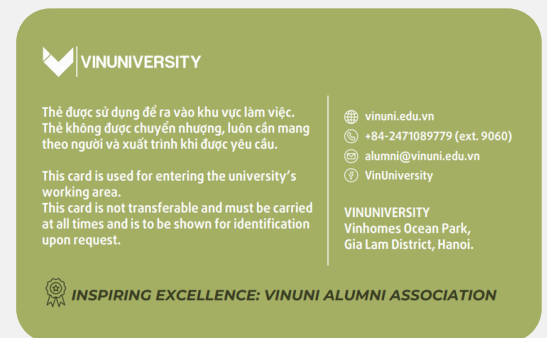 VINUNIVERSITY
Thẻ được sử dụng để ra vào khu vực làm việc.
Thẻ không được chuyển nhượng, luôn cần mang
theo người và xuất trình khi được yêu cầu.
This card is used for entering the university's
working area.
This card is not transferable and must be carried
at all times and is to be shown for identification
upon request.
vinuni.edu.vn
+84-2471089779 (ext. 9060)
alumni@vinuni.edu.vn
VinUniversity
VINUNIVERSITY
Vinhomes Ocean Park,
Gia Lam District, Hanoi.
INSPIRING EXCELLENCE: VINUNI ALUMNI ASSOCIATION